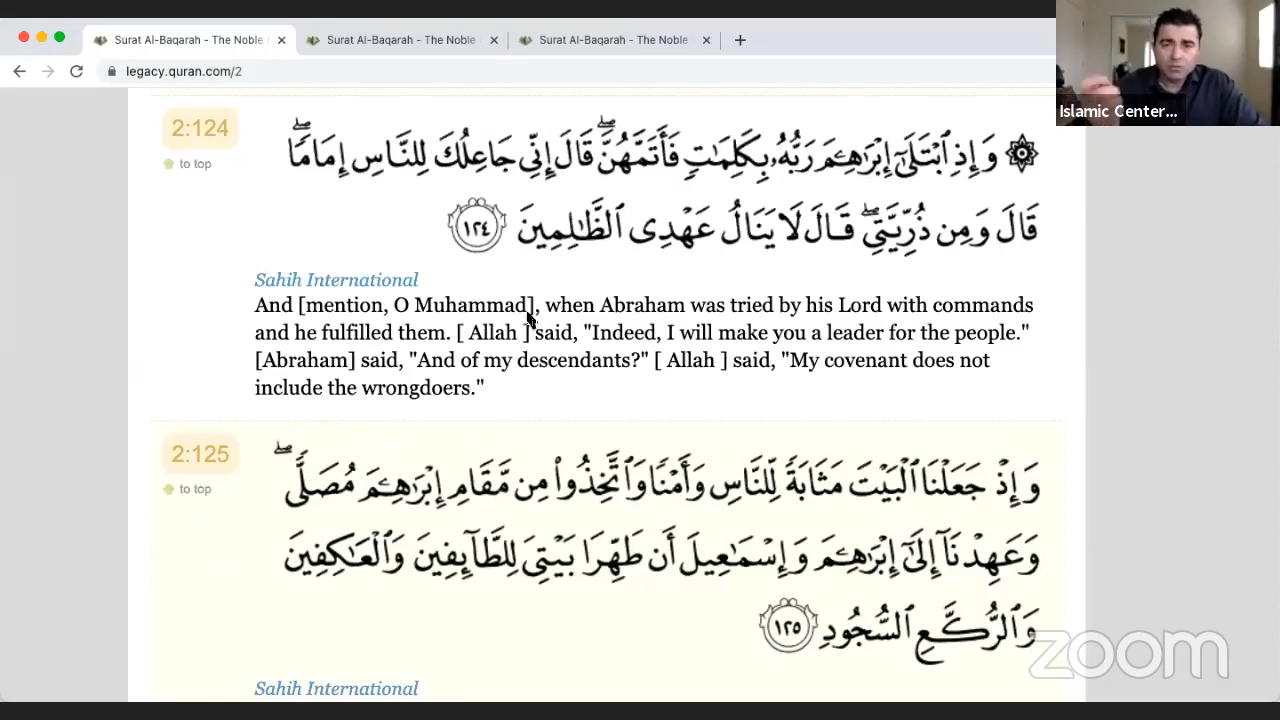 Surat Al-Baqarah - The Noble
Surat Al-Baqarah - The Noble
Surat Al-Baqarah - The Noble
legacy.quran.com/2
Islamic Center...
2:124
to top
۞ وَإِذِ ٱبْتَلَىٰٓ إِبْرَٰهِـۧمَ رَبُّهُۥ بِكَلِمَـٰتٍ فَأَتَمَّهُنَّ ۖ قَالَ إِنِّى جَاعِلُكَ لِلنَّاسِ إِمَامًا ۖ
قَالَ وَمِن ذُرِّيَّتِى ۖ قَالَ لَا يَنَالُ عَهْدِى ٱلظَّـٰلِمِينَ ١٢٤
Sahih International
And [mention, O Muhammad], when Abraham was tried by his Lord with commands
and he fulfilled them. [ Allah ] said, "Indeed, I will make you a leader for the people."
[Abraham] said, "And of my descendants?" [ Allah ] said, "My covenant does not
include the wrongdoers."
2:125
to top
وَإِذْ جَعَلْنَا ٱلْبَيْتَ مَثَابَةً لِّلنَّاسِ وَأَمْنًا وَٱتَّخِذُوا۟ مِن مَّقَامِ إِبْرَٰهِـۧمَ مُصَلًّى ۖ
وَعَهِدْنَآ إِلَىٰٓ إِبْرَٰهِـۧمَ وَإِسْمَـٰعِيلَ أَن طَهِّرَا بَيْتِىَ لِلطَّآئِفِينَ وَٱلْعَـٰكِفِينَ
وَٱلرُّكَّعِ ٱلسُّجُودِ ١٢٥
Sahih International
zoom